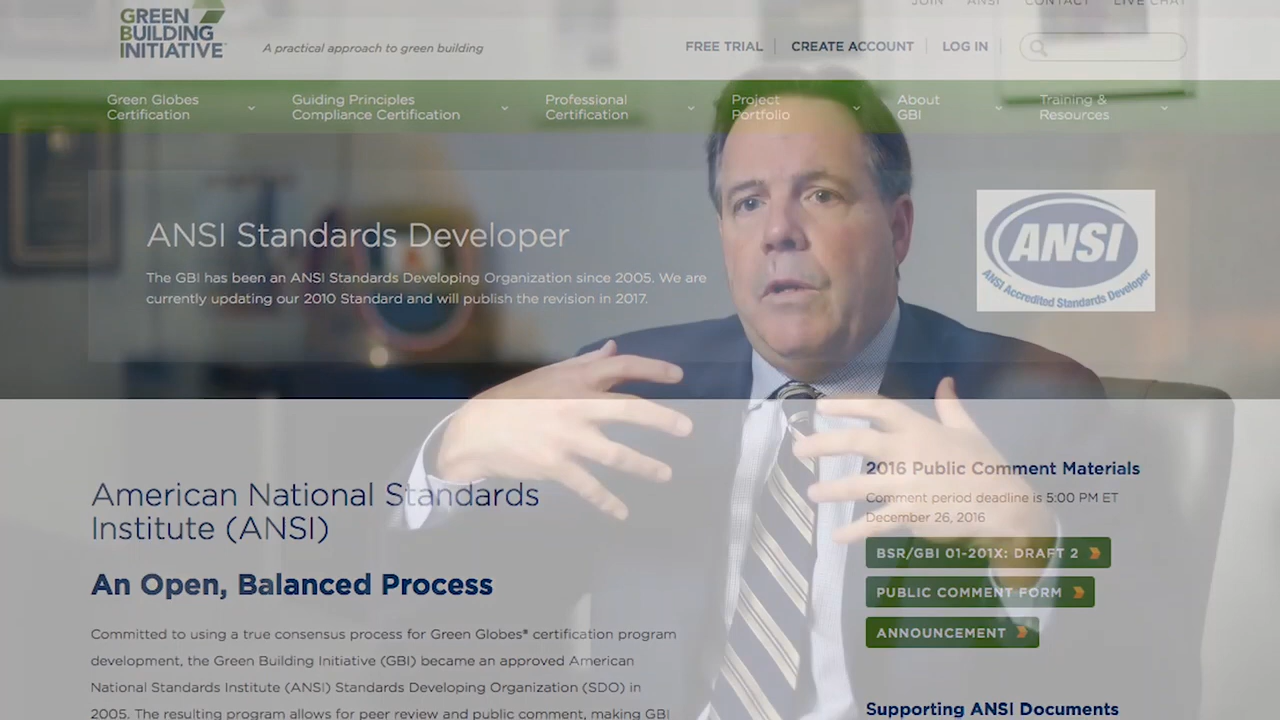 JOIN ANSI CONTACT LIVE CHAT
GREEN
BUILDING
INITIATIVE
A practical approach to green building
FREE TRIAL CREATE ACCOUNT LOG IN
Green Globes
Certification
Guiding Principles
Compliance Certification
Professional
Certification
Project
Portfolio
About
GBI
Training &
Resources
ANSI Standards Developer
The GBI has been an ANSI Standards Developing Organization since 2005. We are
currently updating our 2010 Standard and will publish the revision in 2017.
ANSI
ANSI Accredited Standards Developer
American National Standards
Institute (ANSI)
An Open, Balanced Process
Committed to using a true consensus process for Green Globes® certification program
development, the Green Building Initiative (GBI) became an approved American
National Standards Institute (ANSI) Standards Developing Organization (SDO) in
2005. The resulting program allows for peer review and public comment, making GBI
2016 Public Comment Materials
Comment period deadline is 5:00 PM ET
December 26, 2016
BSR/GBI 01-201X: DRAFT 2
PUBLIC COMMENT FORM
ANNOUNCEMENT
Supporting ANSI Documents